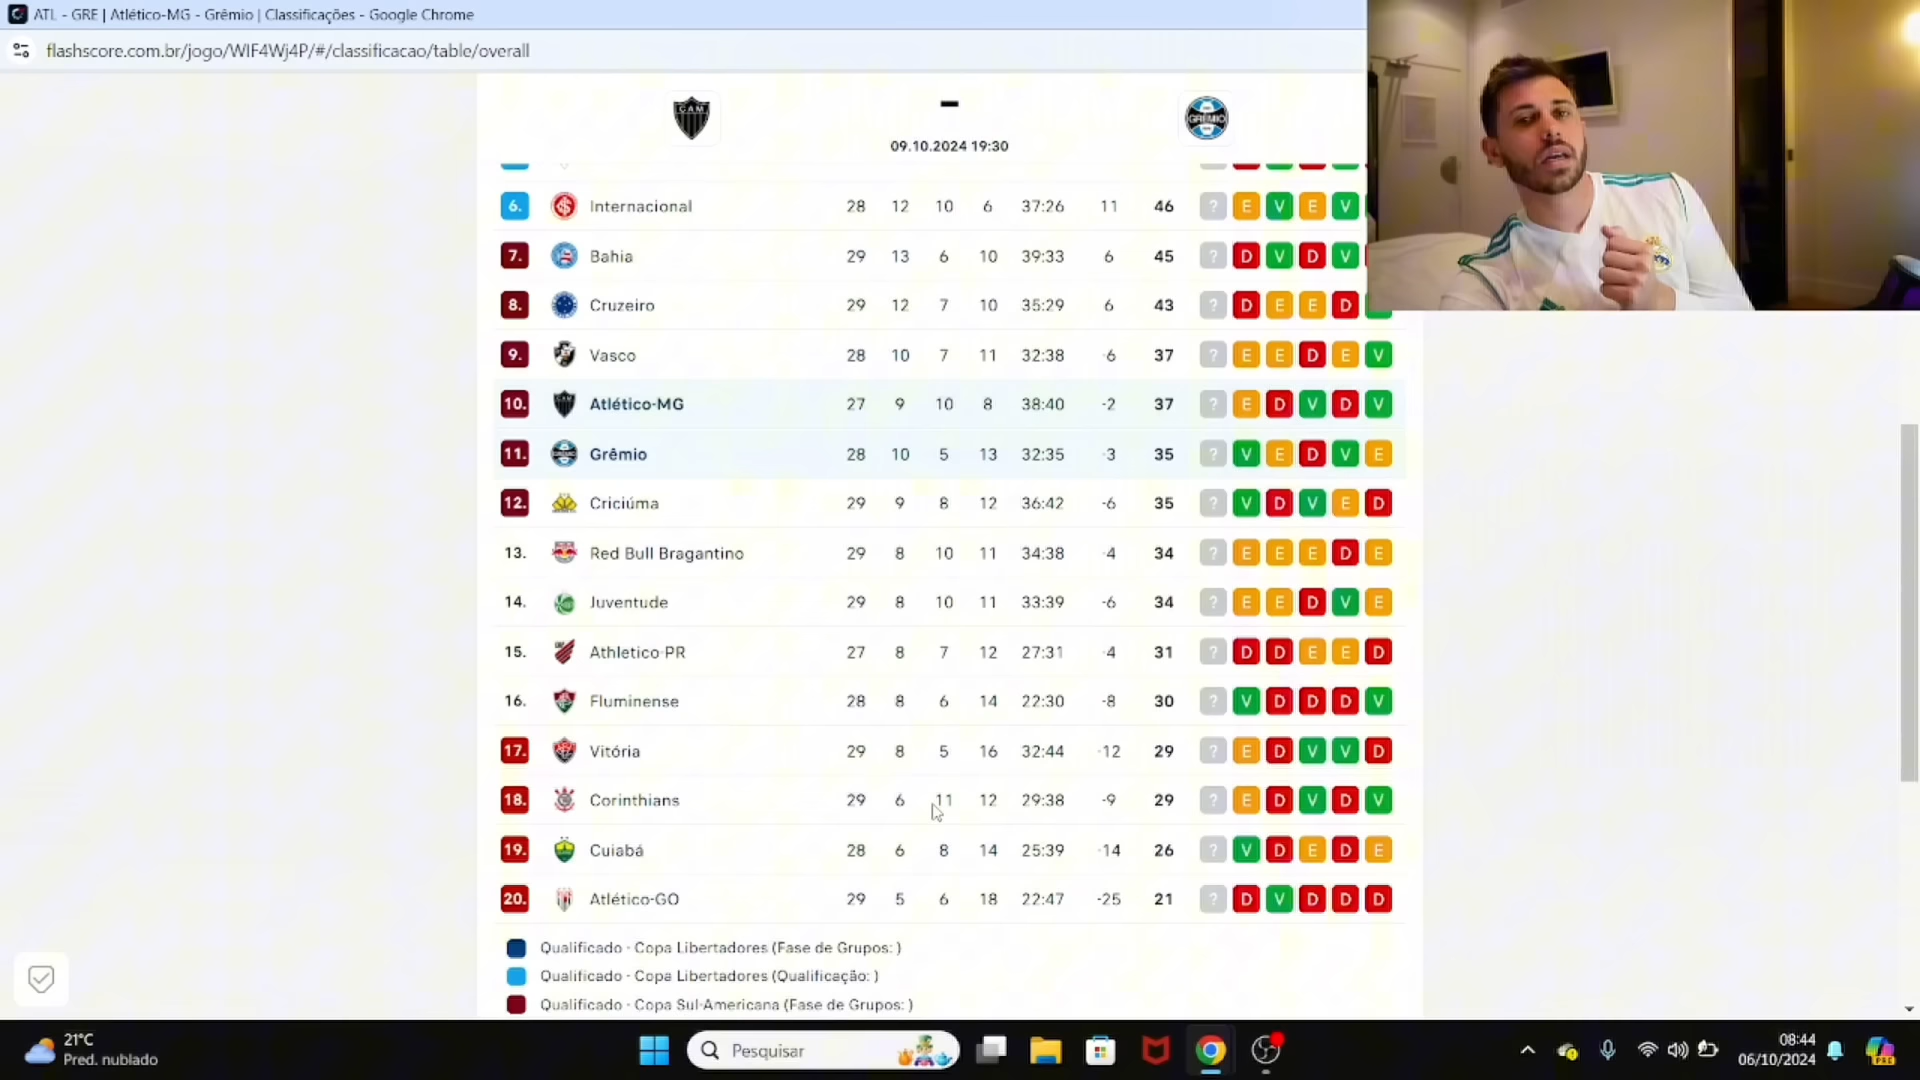 ATL - GRE | Atlético-MG - Grêmio | Classificações - Google Chrome
flashscore.com.br/jogo/WIF4Wj4P/#/classificacao/table/overall
CAM
GRÊMIO
-
09.10.2024 19:30
6. Internacional 28 12 10 6 37:26 11 46 ? E V E V
7. Bahia 29 13 6 10 39:33 6 45 ? D V D V
8. Cruzeiro 29 12 7 10 35:29 6 43 ? D E E D
9. Vasco 28 10 7 11 32:38 -6 37 ? E E D E V
10. Atlético-MG 27 9 10 8 38:40 -2 37 ? E D V D V
11. Grêmio 28 10 5 13 32:35 -3 35 ? V E D V E
12. Criciúma 29 9 8 12 36:42 -6 35 ? V D V E D
13. Red Bull Bragantino 29 8 10 11 34:38 -4 34 ? E E E D E
14. Juventude 29 8 10 11 33:39 -6 34 ? E E D V E
15. Athletico-PR 27 8 7 12 27:31 -4 31 ? D D E E D
16. Fluminense 28 8 6 14 22:30 -8 30 ? V D D D V
17. Vitória 29 8 5 16 32:44 -12 29 ? E D V V D
18. Corinthians 29 6 11 12 29:38 -9 29 ? E D V D V
19. Cuiabá 28 6 8 14 25:39 -14 26 ? V D E D E
20. Atlético-GO 29 5 6 18 22:47 -25 21 ? D V D D D
Qualificado - Copa Libertadores (Fase de Grupos: )
Qualificado - Copa Libertadores (Qualificação: )
Qualificado - Copa Sul-Americana (Fase de Grupos: )
21°C
Pred. nublado
Pesquisar
08:44
06/10/2024
PRE